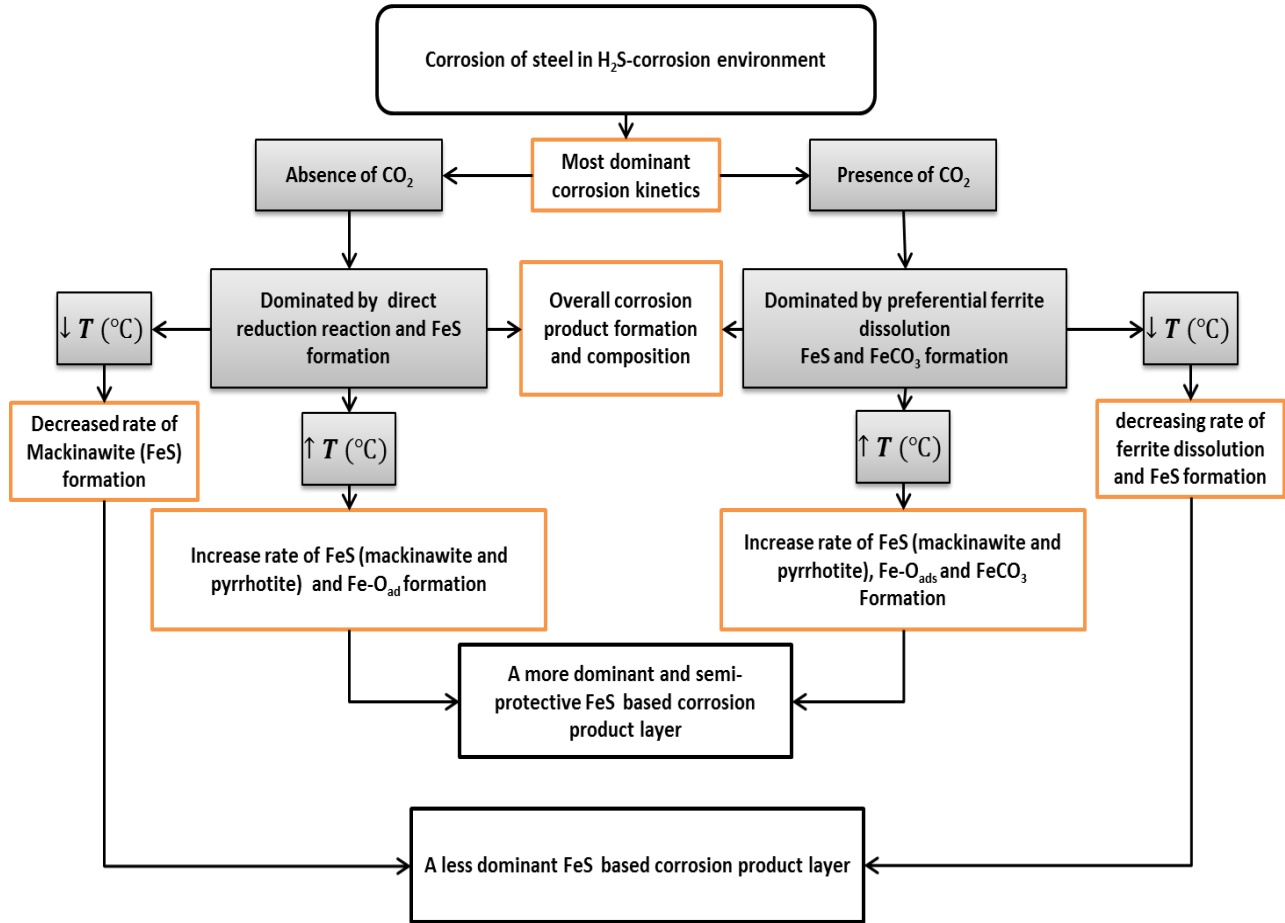 Corrosion of steel in H₂S-corrosion environment
Absence of CO₂
Most dominant
corrosion kinetics
Presence of CO₂
Dominated by direct
reduction reaction and FeS
formation
Overall corrosion
product formation
and composition
Dominated by preferential ferrite
dissolution
FeS and FeCO₃ formation
↓ T (°C)
↓ T (°C)
Decreased rate of
Mackinawite (FeS)
formation
↑ T (°C)
↑ T (°C)
decreasing rate of
ferrite dissolution
and FeS formation
Increase rate of FeS (mackinawite and
pyrrhotite) and Fe-Oₐd formation
Increase rate of FeS (mackinawite and
pyrrhotite), Fe-Oₐdₛ and FeCO₃
Formation
A more dominant and semi-
protective FeS based corrosion
product layer
A less dominant FeS based corrosion product layer